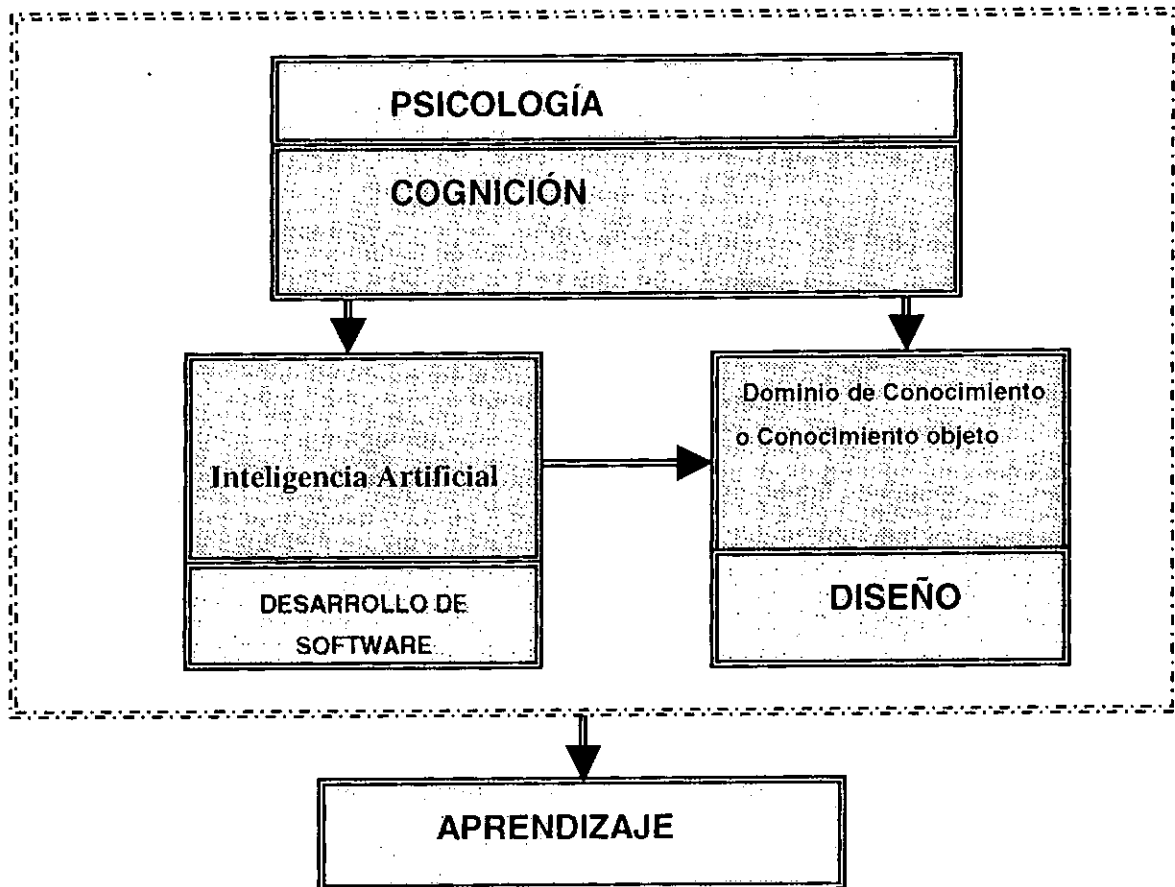 PSICOLOGÍA
COGNICIÓN
Inteligencia Artificial
DESARROLLO DE
SOFTWARE
Dominio de Conocimiento
o Conocimiento objeto
DISEÑO
APRENDIZAJE